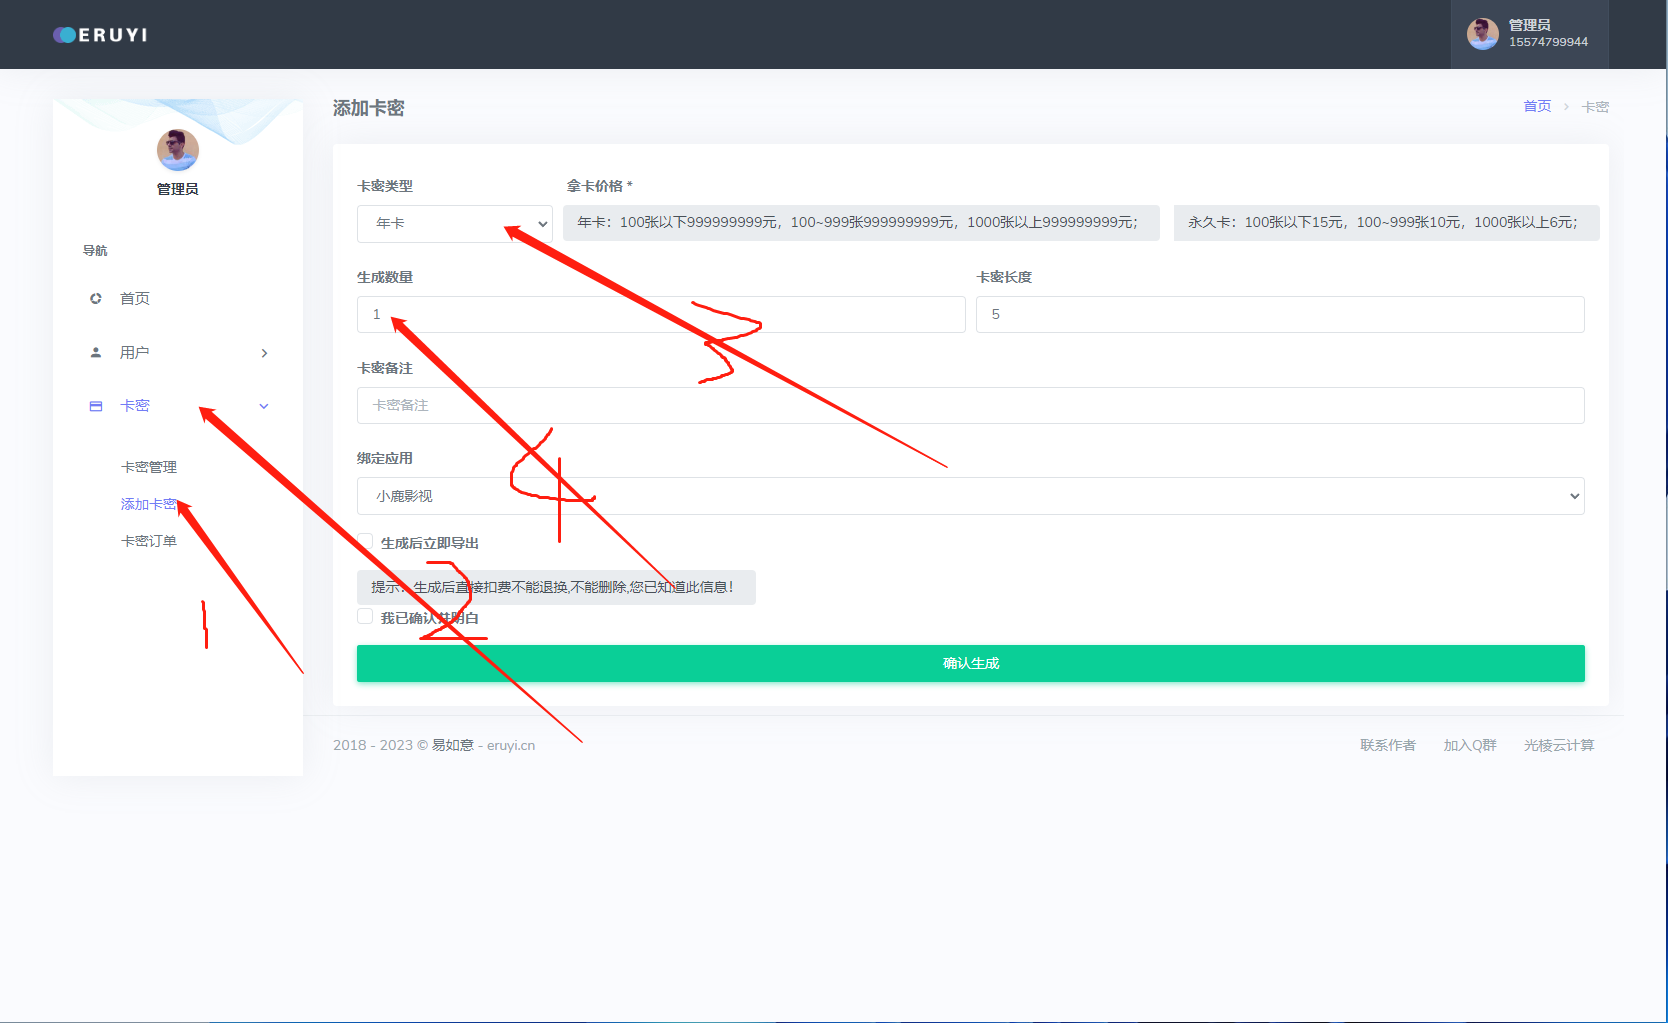 ERUYI
管理员
15574799944
管理员
导航
首页
用户
卡密
卡密管理
添加卡密
卡密订单
1
添加卡密
首页 > 卡密
卡密类型
拿卡价格 *
年卡
年卡：100张以下999999999元，100~999张999999999元，1000张以上999999999元；
永久卡：100张以下15元，100~999张10元，1000张以上6元；
生成数量
卡密长度
1
5
3
卡密备注
卡密备注
绑定应用
4
小鹿影视
生成后立即导出
提示：生成后直接扣费不能退换,不能删除,您已知道此信息！
2
我已确认并明白
确认生成
2018 - 2023 © 易如意 - eruyi.cn
联系作者 加入Q群 光棱云计算